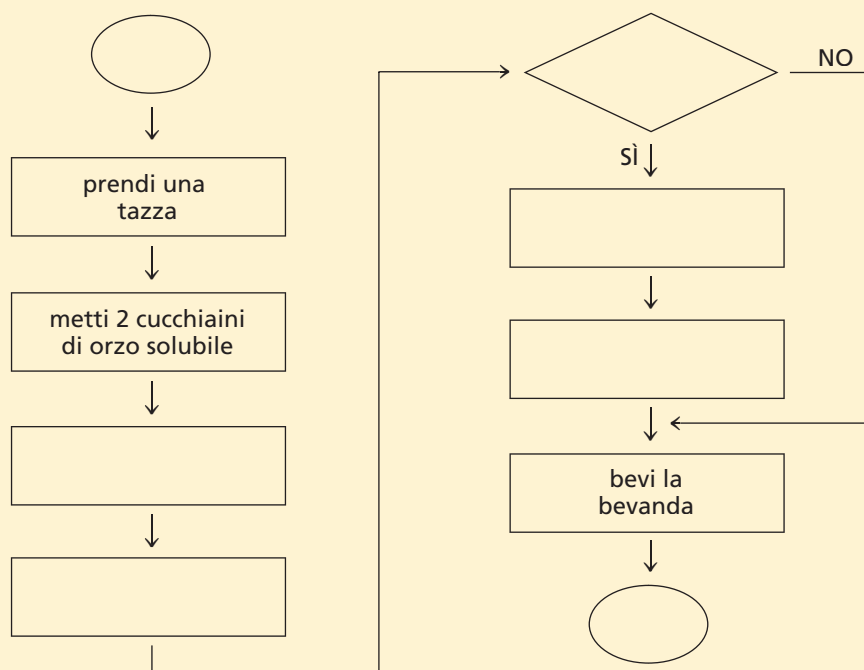 prendi una
tazza
metti 2 cucchiaini
di orzo solubile
NO
SÌ
bevi la
bevanda